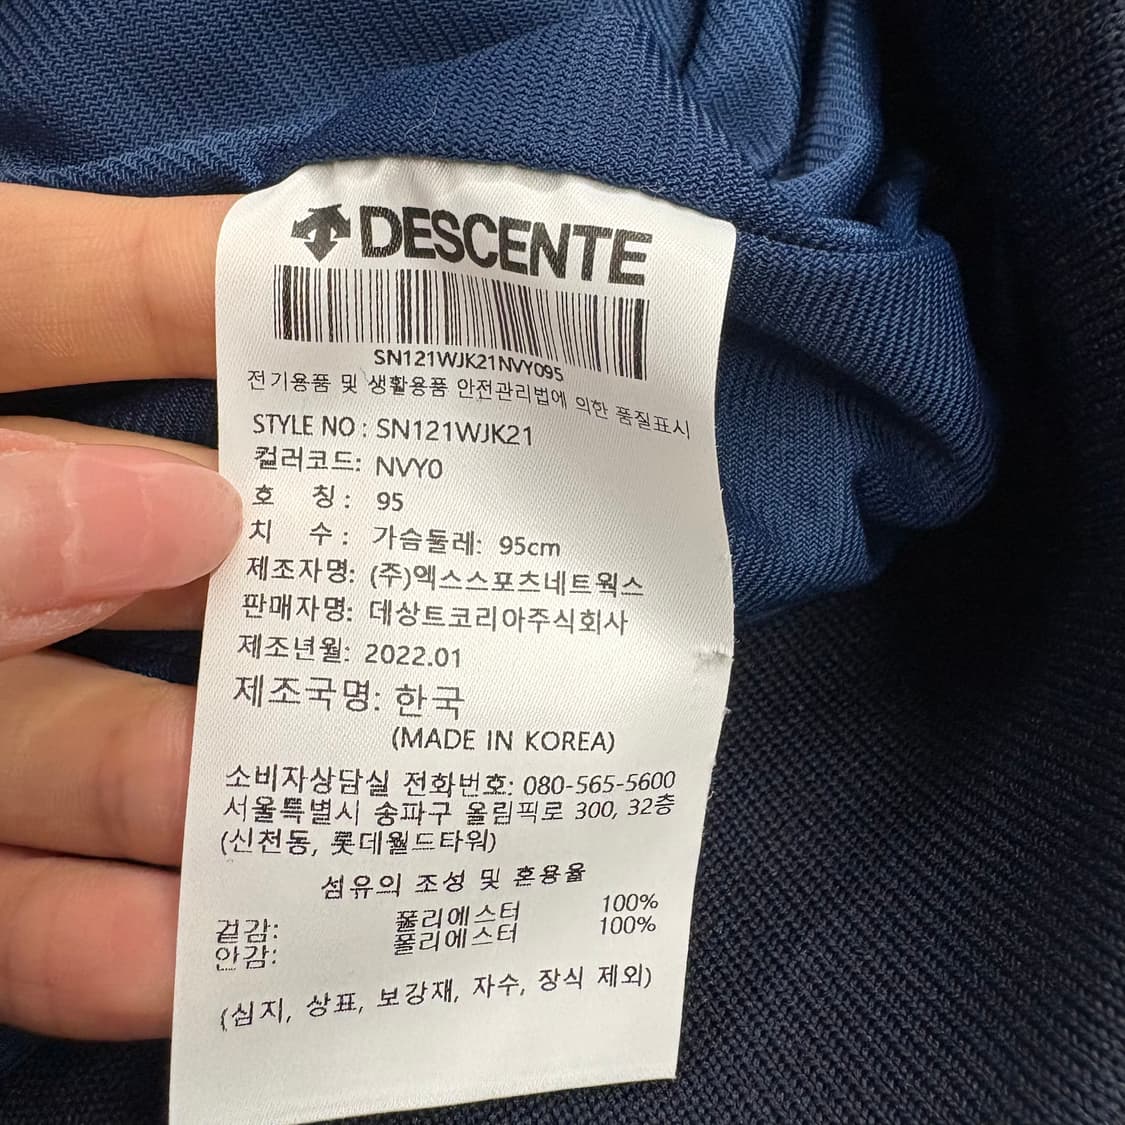 DESCENTE
SN121WJK21NVY095
전기용품 및 생활용품 안전관리법에 의한 품질표시
STYLE NO : SN121WJK21
컬러코드: NVY0
호 칭 : 95
치 수 : 가슴둘레: 95cm
제조자명: (주)엑스스포츠네트웍스
판매자명: 데상트코리아주식회사
제조년월: 2022.01
제조국명: 한국
(MADE IN KOREA)
소비자상담실 전화번호: 080-565-5600
서울특별시 송파구 올림픽로 300, 32층
(신천동, 롯데월드타워)
섬유의 조성 및 혼용율
겉감: 폴리에스터 100%
안감: 폴리에스터 100%
(심지, 상표, 보강재, 자수, 장식 제외)